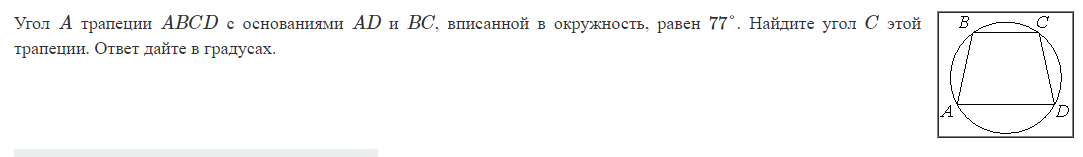 Угол A трапеции ABCD с основаниями AD и BC, вписанной в окружность, равен 77°. Найдите угол C этой
трапеции. Ответ дайте в градусах.
B C
A D